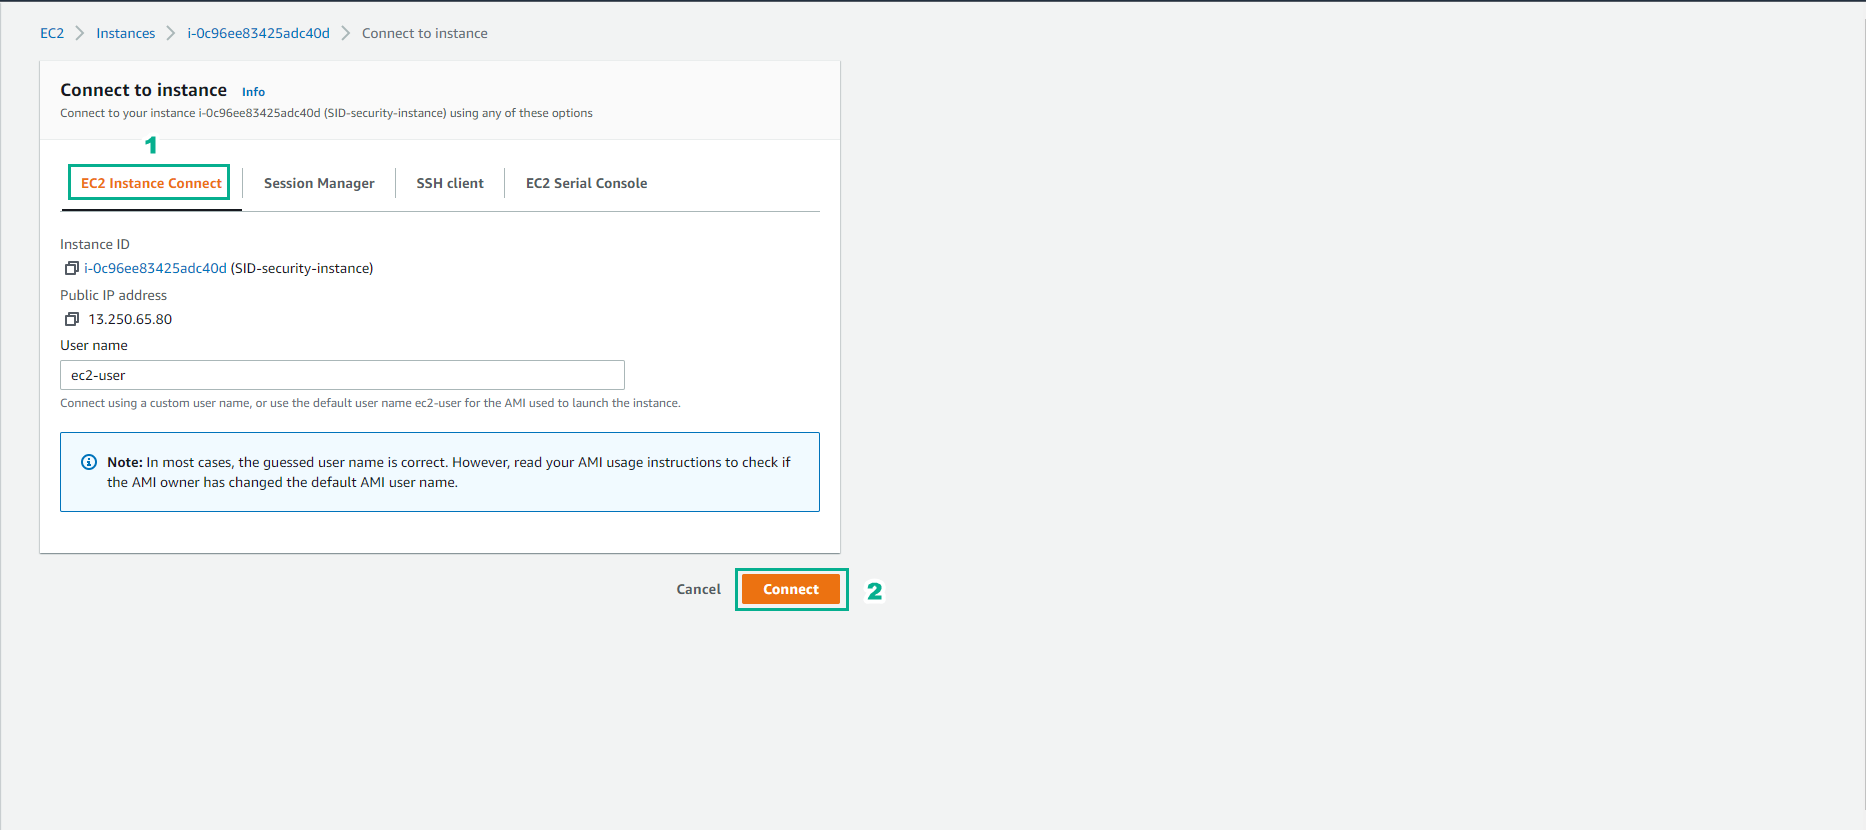 EC2 Instances i-0c96ee83425adc40d Connect to instance
Connect to instance Info
Connect to your instance i-0c96ee83425adc40d (SID-security-instance) using any of these options
1
EC2 Instance Connect Session Manager SSH client EC2 Serial Console
Instance ID
i-0c96ee83425adc40d (SID-security-instance)
Public IP address
13.250.65.80
User name
ec2-user
Connect using a custom user name, or use the default user name ec2-user for the AMI used to launch the instance.
Note: In most cases, the guessed user name is correct. However, read your AMI usage instructions to check if
the AMI owner has changed the default AMI user name.
Cancel Connect 2